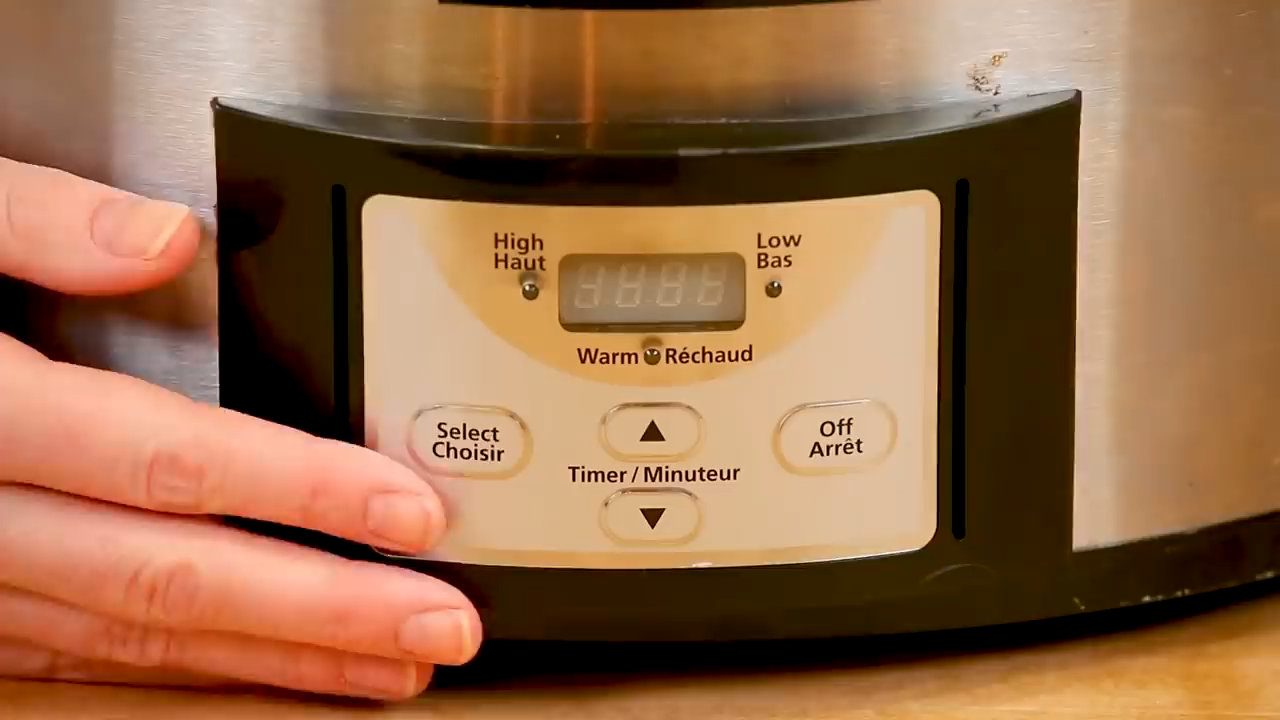 High
Haut
Low
Bas
Warm Réchaud
Select
Choisir
▲
Off
Arrêt
Timer / Minuteur
▼